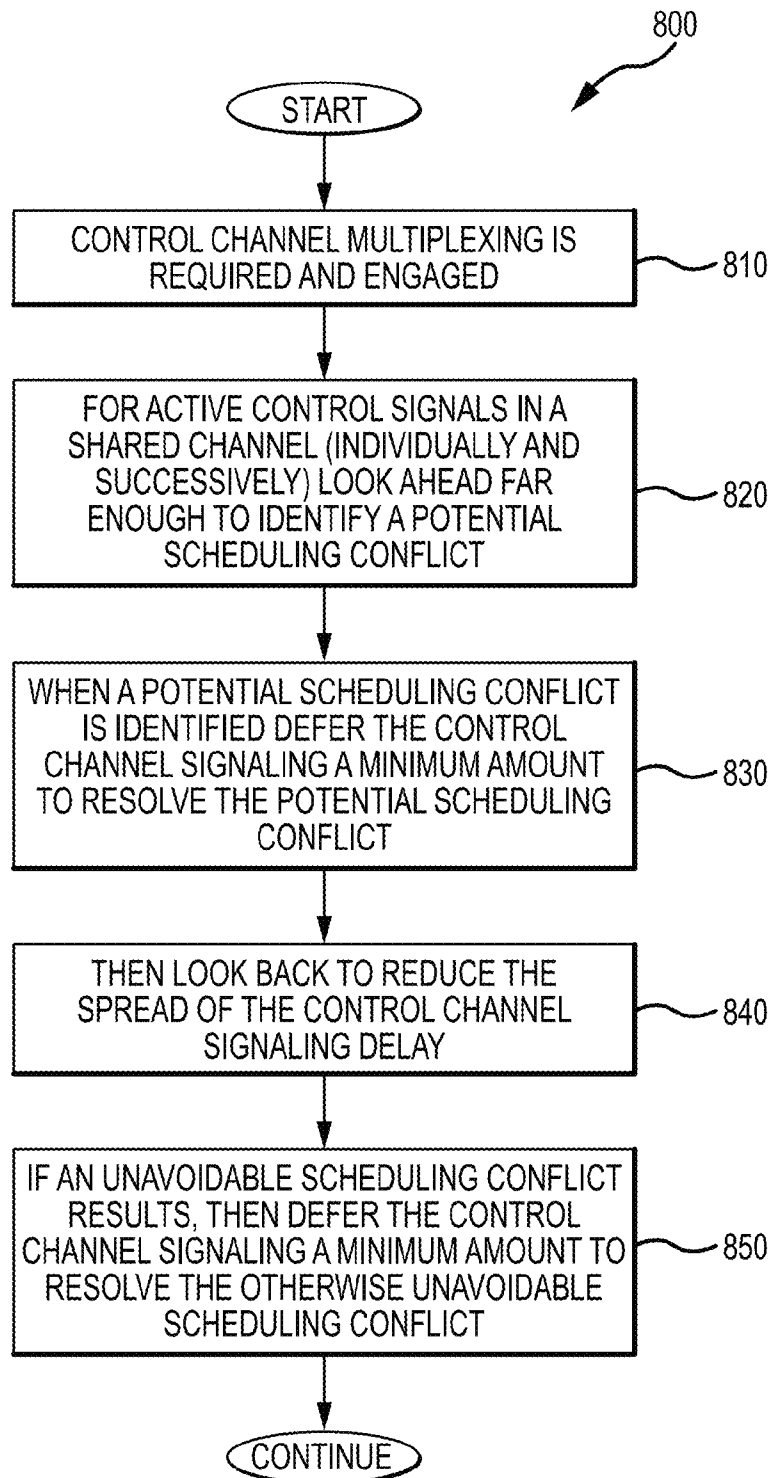 800
START
CONTROL CHANNEL MULTIPLEXING IS
REQUIRED AND ENGAGED
810
FOR ACTIVE CONTROL SIGNALS IN A
SHARED CHANNEL (INDIVIDUALLY AND
SUCCESSIVELY) LOOK AHEAD FAR
ENOUGH TO IDENTIFY A POTENTIAL
SCHEDULING CONFLICT
820
WHEN A POTENTIAL SCHEDULING CONFLICT
IS IDENTIFIED DEFER THE CONTROL
CHANNEL SIGNALING A MINIMUM AMOUNT
TO RESOLVE THE POTENTIAL SCHEDULING
CONFLICT
830
THEN LOOK BACK TO REDUCE THE
SPREAD OF THE CONTROL CHANNEL
SIGNALING DELAY
840
IF AN UNAVOIDABLE SCHEDULING CONFLICT
RESULTS, THEN DEFER THE CONTROL
CHANNEL SIGNALING A MINIMUM AMOUNT TO
RESOLVE THE OTHERWISE UNAVOIDABLE
SCHEDULING CONFLICT
850
CONTINUE